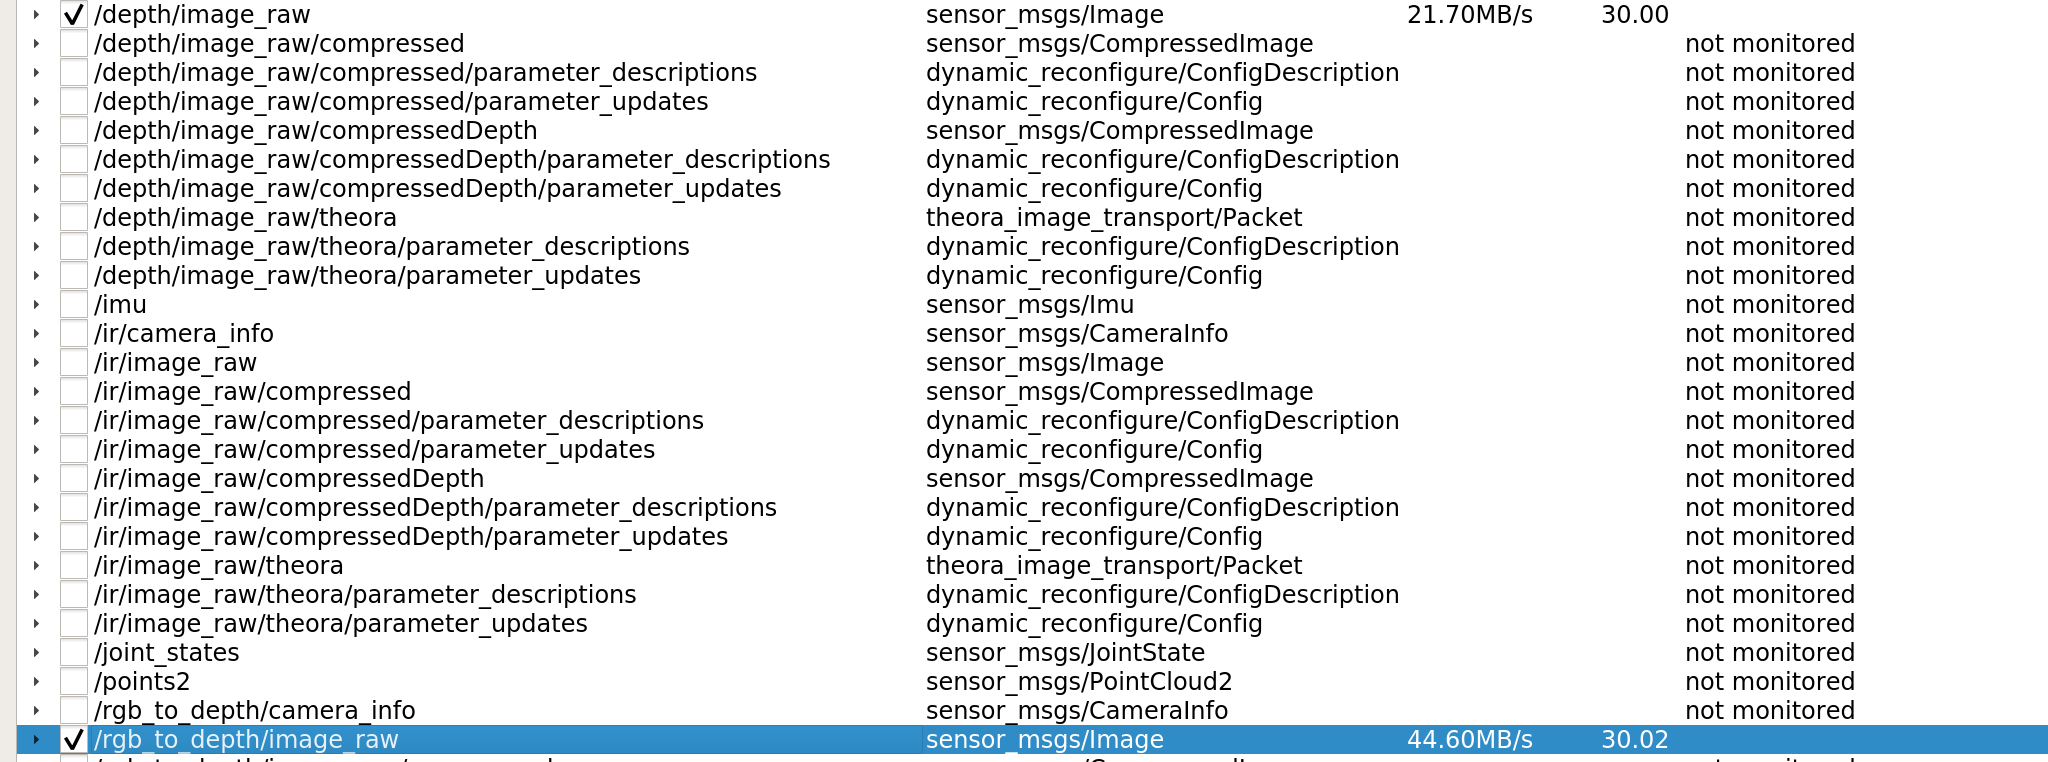 /depth/image_raw sensor_msgs/Image 21.70MB/s 30.00
/depth/image_raw/compressed sensor_msgs/CompressedImage not monitored
/depth/image_raw/compressed/parameter_descriptions dynamic_reconfigure/ConfigDescription not monitored
/depth/image_raw/compressed/parameter_updates dynamic_reconfigure/Config not monitored
/depth/image_raw/compressedDepth sensor_msgs/CompressedImage not monitored
/depth/image_raw/compressedDepth/parameter_descriptions dynamic_reconfigure/ConfigDescription not monitored
/depth/image_raw/compressedDepth/parameter_updates dynamic_reconfigure/Config not monitored
/depth/image_raw/theora theora_image_transport/Packet not monitored
/depth/image_raw/theora/parameter_descriptions dynamic_reconfigure/ConfigDescription not monitored
/depth/image_raw/theora/parameter_updates dynamic_reconfigure/Config not monitored
/imu sensor_msgs/Imu not monitored
/ir/camera_info sensor_msgs/CameraInfo not monitored
/ir/image_raw sensor_msgs/Image not monitored
/ir/image_raw/compressed sensor_msgs/CompressedImage not monitored
/ir/image_raw/compressed/parameter_descriptions dynamic_reconfigure/ConfigDescription not monitored
/ir/image_raw/compressed/parameter_updates dynamic_reconfigure/Config not monitored
/ir/image_raw/compressedDepth sensor_msgs/CompressedImage not monitored
/ir/image_raw/compressedDepth/parameter_descriptions dynamic_reconfigure/ConfigDescription not monitored
/ir/image_raw/compressedDepth/parameter_updates dynamic_reconfigure/Config not monitored
/ir/image_raw/theora theora_image_transport/Packet not monitored
/ir/image_raw/theora/parameter_descriptions dynamic_reconfigure/ConfigDescription not monitored
/ir/image_raw/theora/parameter_updates dynamic_reconfigure/Config not monitored
/joint_states sensor_msgs/JointState not monitored
/points2 sensor_msgs/PointCloud2 not monitored
/rgb_to_depth/camera_info sensor_msgs/CameraInfo not monitored
/rgb_to_depth/image_raw sensor_msgs/Image 44.60MB/s 30.02